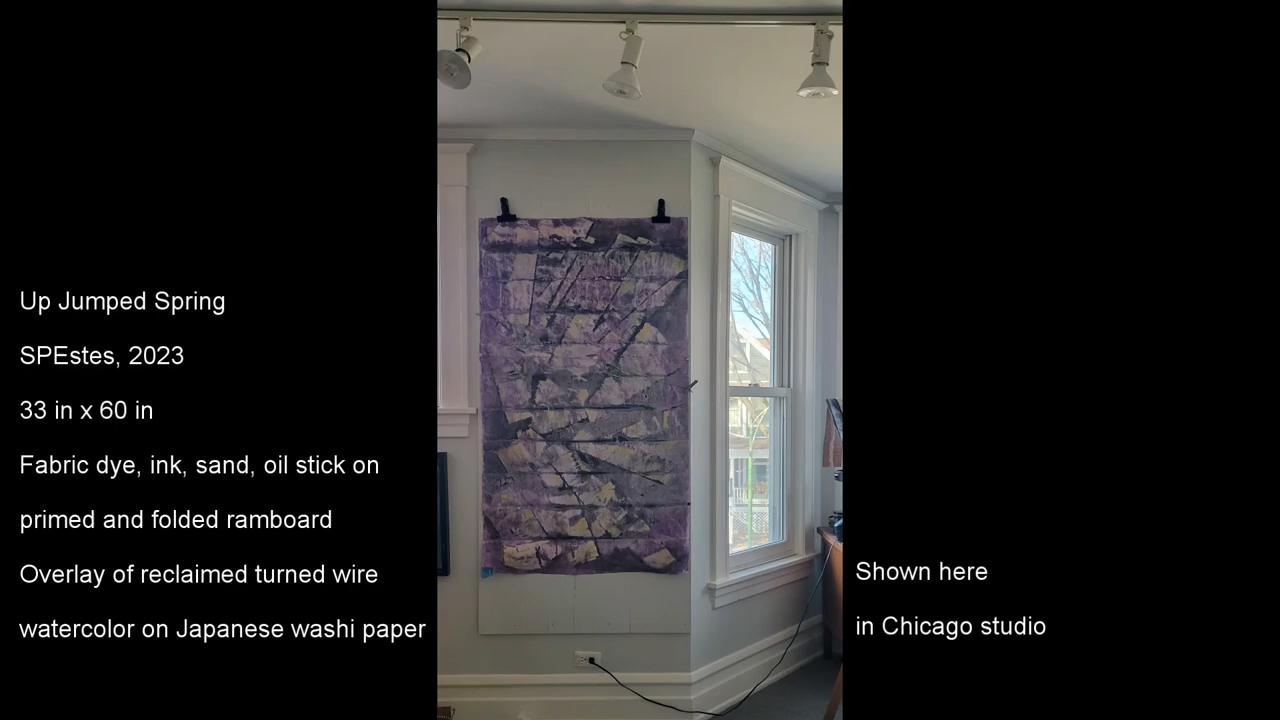 Up Jumped Spring
SPEstes, 2023
33 in x 60 in
Fabric dye, ink, sand, oil stick on
primed and folded ramboard
Overlay of reclaimed turned wire
watercolor on Japanese washi paper
Shown here
in Chicago studio